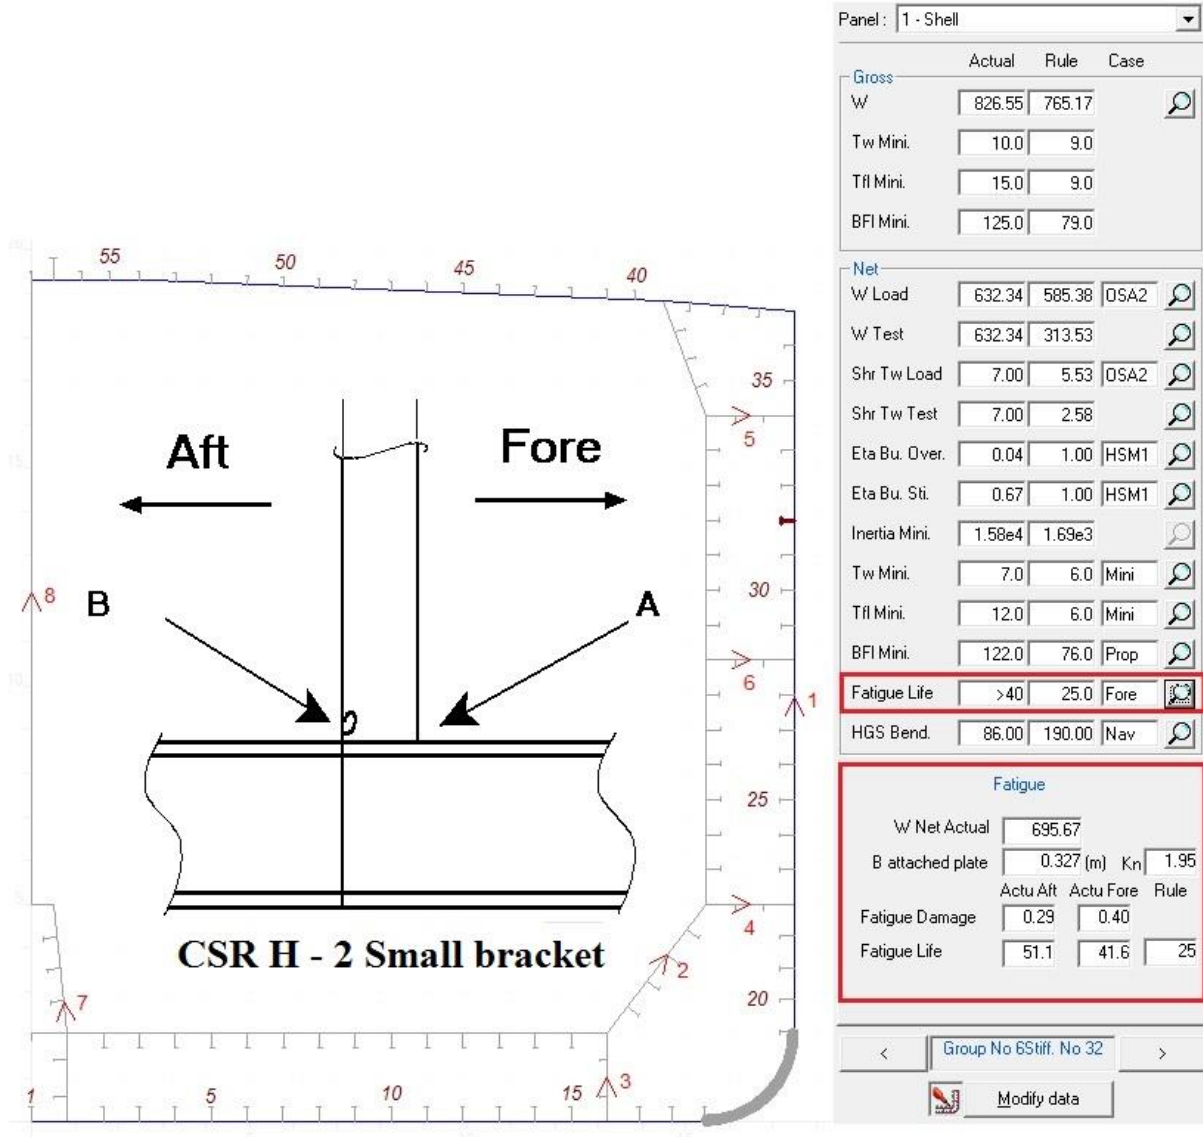 Panel : 1 - Shell
Actual Rule Case
Gross
W 826.55 765.17
Tw Mini. 10.0 9.0
Tfl Mini. 15.0 9.0
BFl Mini. 125.0 79.0
Net
W Load 632.34 585.38 OSA2
W Test 632.34 313.53
Shr Tw Load 7.00 5.53 OSA2
Shr Tw Test 7.00 2.58
Eta Bu. Over. 0.04 1.00 HSM1
Eta Bu. Sti. 0.67 1.00 HSM1
Inertia Mini. 1.58e4 1.69e3
Tw Mini. 7.0 6.0 Mini
Tfl Mini. 12.0 6.0 Mini
BFl Mini. 122.0 76.0 Prop
Fatigue Life >40 25.0 Fore
HGS Bend. 86.00 190.00 Nav
Fatigue
W Net Actual 695.67
B attached plate 0.327 (m) Kn 1.95
Actu Aft Actu Fore Rule
Fatigue Damage 0.29 0.40
Fatigue Life 51.1 41.6 25
< Group No 6Stiff. No 32 >
Modify data
55 50 45 40
35
5
Aft Fore
30
8
B A
6
1
25
4
CSR H - 2 Small bracket
2
20
7
1 5 10 15 3